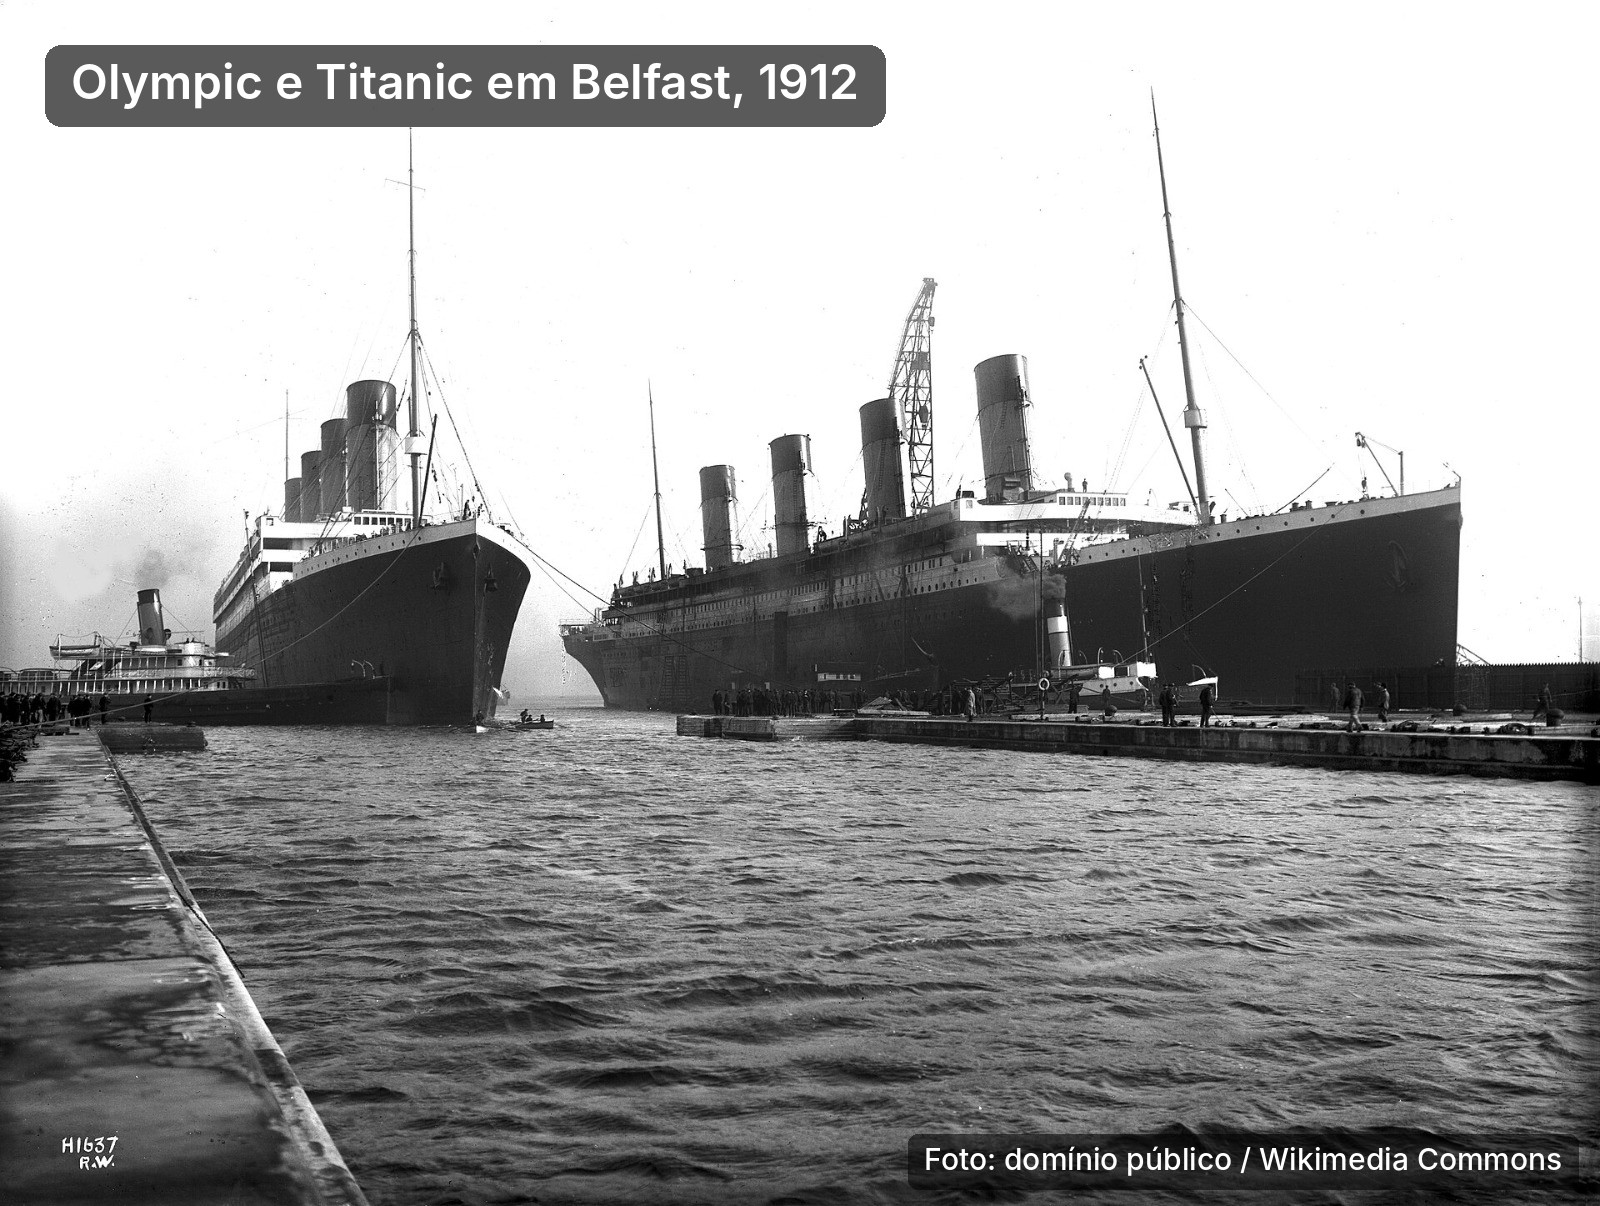 Olympic e Titanic em Belfast, 1912
H1637
R.W.
Foto: domínio público / Wikimedia Commons